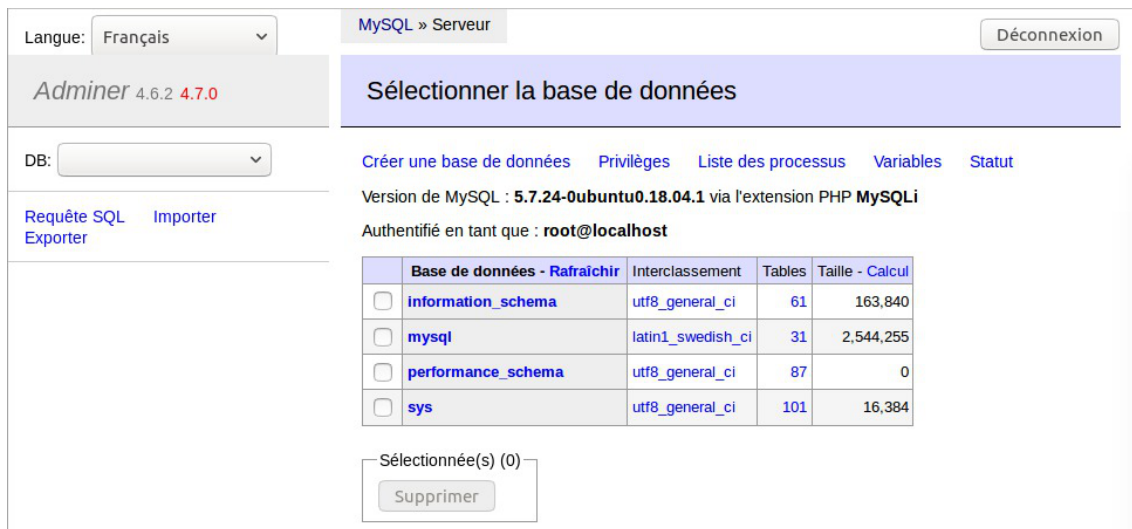 Langue: Français
MySQL » Serveur
Déconnexion
Adminer 4.6.2 4.7.0
Sélectionner la base de données
DB:
Créer une base de données Privilèges Liste des processus Variables Statut
Version de MySQL : 5.7.24-0ubuntu0.18.04.1 via l'extension PHP MySQLi
Requête SQL Importer
Exporter
Authentifié en tant que : root@localhost
Base de données - Rafraîchir Interclassement Tables Taille - Calcul
information_schema utf8_general_ci 61 163,840
mysql latin1_swedish_ci 31 2,544,255
performance_schema utf8_general_ci 87 0
sys utf8_general_ci 101 16,384
Sélectionnée(s) (0)
Supprimer